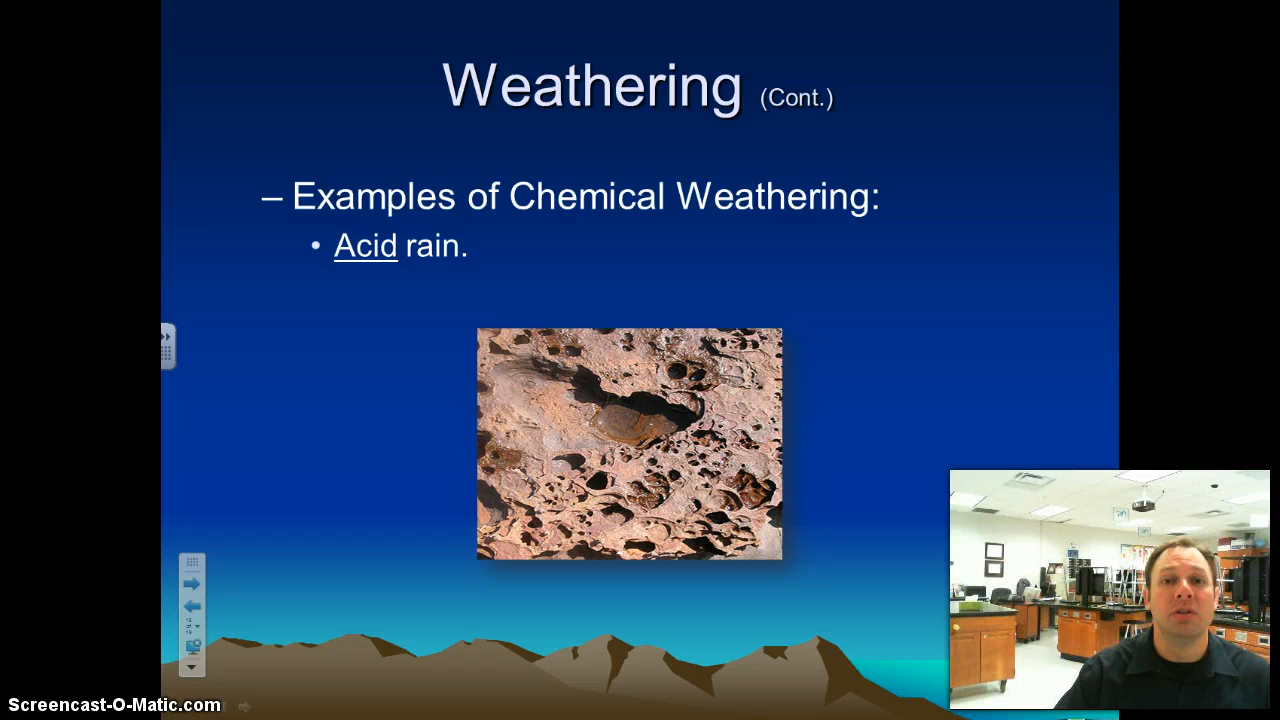 Weathering (Cont.)
– Examples of Chemical Weathering:
• Acid rain.
Screencast-O-Matic.com